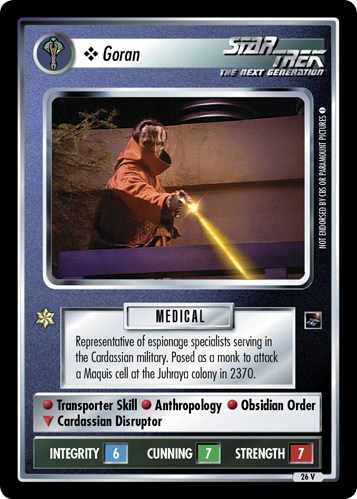 ❖ Goran
STAR TREK
THE NEXT GENERATION
NOT ENDORSED BY CBS OR PARAMOUNT PICTURES
MEDICAL
Representative of espionage specialists serving in
the Cardassian military. Posed as a monk to attack
a Maquis cell at the Juhraya colony in 2370.
● Transporter Skill ● Anthropology ● Obsidian Order
▼ Cardassian Disruptor
INTEGRITY 6 CUNNING 7 STRENGTH 7
26 V